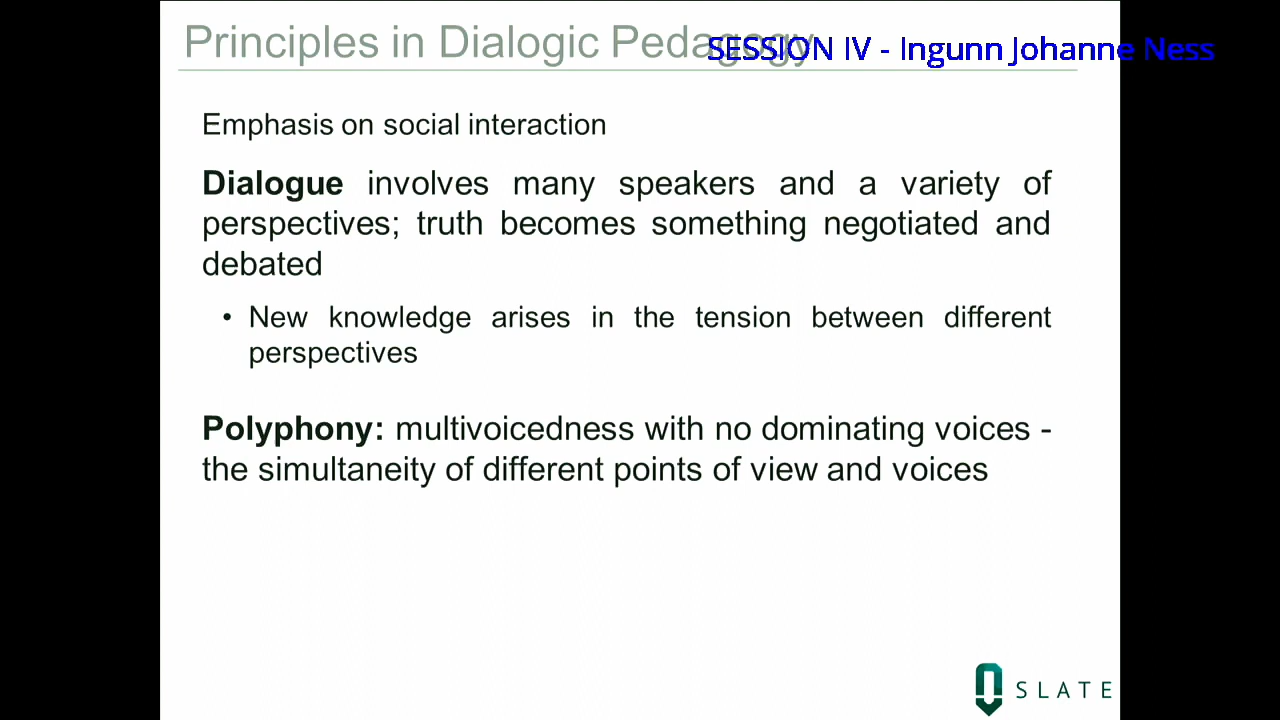 Principles in Dialogic Pedagogy
SESSION IV - Ingunn Johanne Ness
Emphasis on social interaction
Dialogue involves many speakers and a variety of
perspectives; truth becomes something negotiated and
debated
• New knowledge arises in the tension between different
perspectives
Polyphony: multivoicedness with no dominating voices -
the simultaneity of different points of view and voices
SLATE